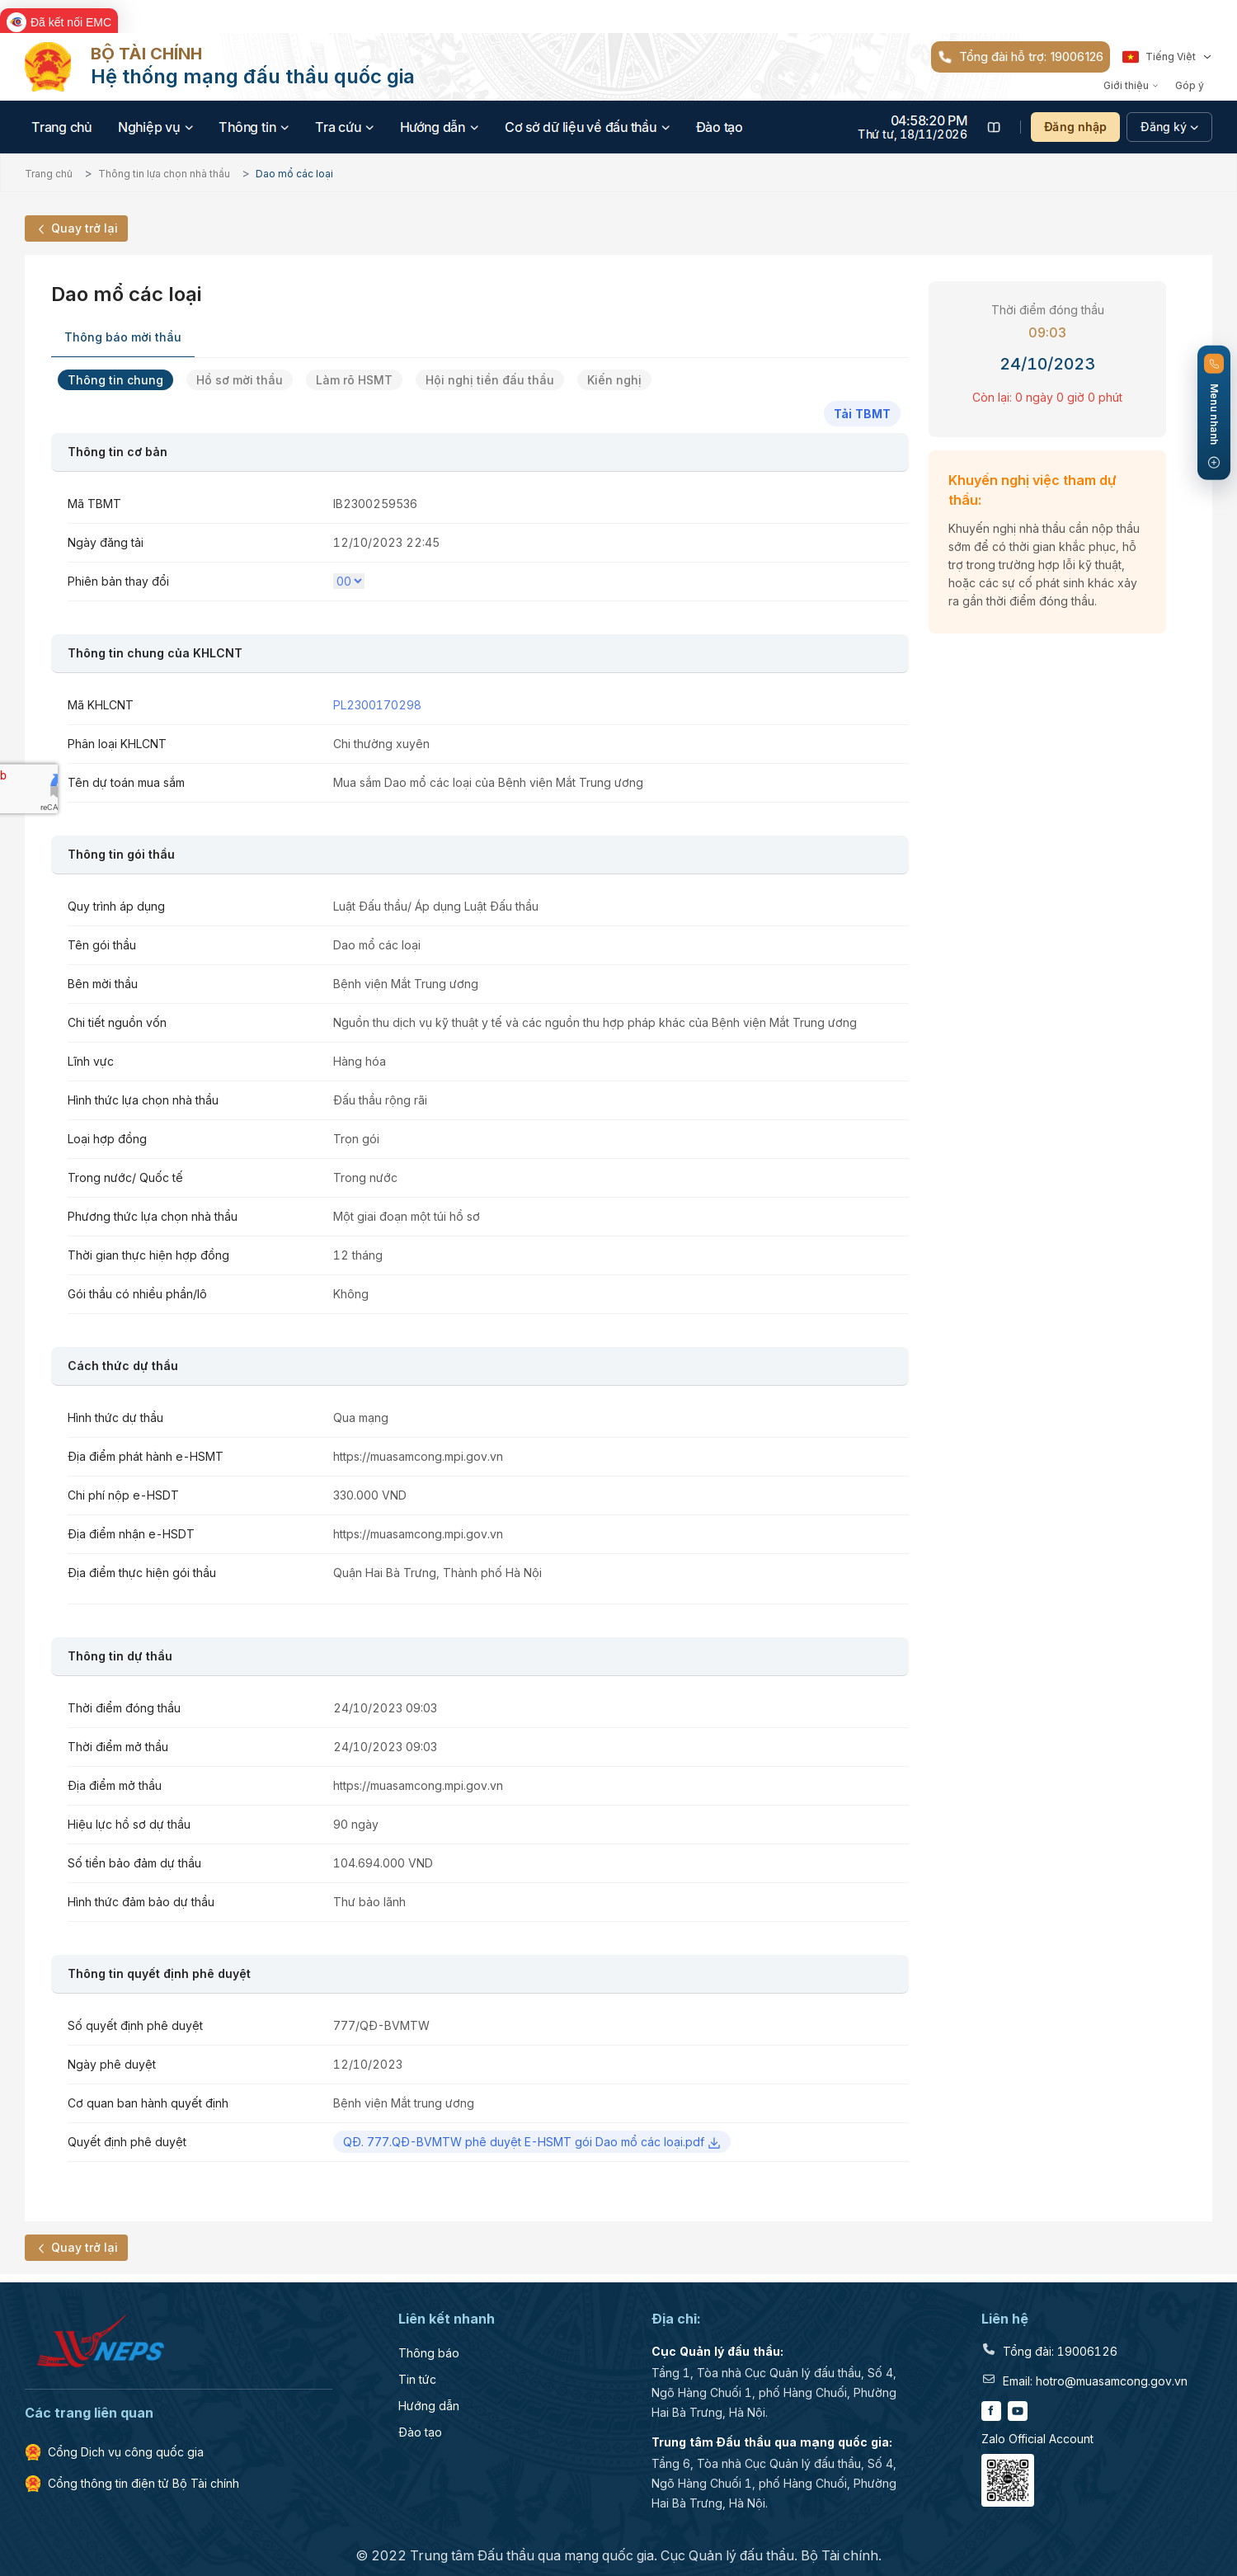 Đã kết nối EMC
BỘ TÀI CHÍNH
Hệ thống mạng đấu thầu quốc gia
Tổng đài hỗ trợ: 19006126
Tiếng Việt
Giới thiệu
Góp ý
Trang chủ
Nghiệp vụ
Thông tin
Tra cứu
Hướng dẫn
Cơ sở dữ liệu về đấu thầu
Đào tạo
04:58:20 PM
Thứ tư, 18/11/2026
Đăng nhập
Đăng ký
Trang chủ > Thông tin lựa chọn nhà thầu > Dao mổ các loại
Quay trở lại
Dao mổ các loại
Thông báo mời thầu
Thông tin chung
Hồ sơ mời thầu
Làm rõ HSMT
Hội nghị tiền đấu thầu
Kiến nghị
Tải TBMT
Thời điểm đóng thầu
09:03
24/10/2023
Còn lại: 0 ngày 0 giờ 0 phút
Menu nhanh
Khuyến nghị việc tham dự
thầu:
Khuyến nghị nhà thầu cần nộp thầu
sớm để có thời gian khắc phục, hỗ
trợ trong trường hợp lỗi kỹ thuật,
hoặc các sự cố phát sinh khác xảy
ra gần thời điểm đóng thầu.
Thông tin cơ bản
Mã TBMT
IB2300259536
Ngày đăng tải
12/10/2023 22:45
Phiên bản thay đổi
00
Thông tin chung của KHLCNT
Mã KHLCNT
PL2300170298
Phân loại KHLCNT
Chi thường xuyên
Tên dự toán mua sắm
Mua sắm Dao mổ các loại của Bệnh viện Mắt Trung ương
b
reCA
Thông tin gói thầu
Quy trình áp dụng
Luật Đấu thầu/ Áp dụng Luật Đấu thầu
Tên gói thầu
Dao mổ các loại
Bên mời thầu
Bệnh viện Mắt Trung ương
Chi tiết nguồn vốn
Nguồn thu dịch vụ kỹ thuật y tế và các nguồn thu hợp pháp khác của Bệnh viện Mắt Trung ương
Lĩnh vực
Hàng hóa
Hình thức lựa chọn nhà thầu
Đấu thầu rộng rãi
Loại hợp đồng
Trọn gói
Trong nước/ Quốc tế
Trong nước
Phương thức lựa chọn nhà thầu
Một giai đoạn một túi hồ sơ
Thời gian thực hiện hợp đồng
12 tháng
Gói thầu có nhiều phần/lô
Không
Cách thức dự thầu
Hình thức dự thầu
Qua mạng
Địa điểm phát hành e-HSMT
https://muasamcong.mpi.gov.vn
Chi phí nộp e-HSDT
330.000 VND
Địa điểm nhận e-HSDT
https://muasamcong.mpi.gov.vn
Địa điểm thực hiện gói thầu
Quận Hai Bà Trưng, Thành phố Hà Nội
Thông tin dự thầu
Thời điểm đóng thầu
24/10/2023 09:03
Thời điểm mở thầu
24/10/2023 09:03
Địa điểm mở thầu
https://muasamcong.mpi.gov.vn
Hiệu lực hồ sơ dự thầu
90 ngày
Số tiền bảo đảm dự thầu
104.694.000 VND
Hình thức đảm bảo dự thầu
Thư bảo lãnh
Thông tin quyết định phê duyệt
Số quyết định phê duyệt
777/QĐ-BVMTW
Ngày phê duyệt
12/10/2023
Cơ quan ban hành quyết định
Bệnh viện Mắt trung ương
Quyết định phê duyệt
QĐ. 777.QĐ-BVMTW phê duyệt E-HSMT gói Dao mổ các loại.pdf
Quay trở lại
VNEPS
Các trang liên quan
Cổng Dịch vụ công quốc gia
Cổng thông tin điện tử Bộ Tài chính
Liên kết nhanh
Thông báo
Tin tức
Hướng dẫn
Đào tạo
Địa chỉ:
Cục Quản lý đấu thầu:
Tầng 1, Tòa nhà Cục Quản lý đấu thầu, Số 4,
Ngõ Hàng Chuối 1, phố Hàng Chuối, Phường
Hai Bà Trưng, Hà Nội.
Trung tâm Đấu thầu qua mạng quốc gia:
Tầng 6, Tòa nhà Cục Quản lý đấu thầu, Số 4,
Ngõ Hàng Chuối 1, phố Hàng Chuối, Phường
Hai Bà Trưng, Hà Nội.
Liên hệ
Tổng đài: 19006126
Email: hotro@muasamcong.gov.vn
Zalo Official Account
© 2022 Trung tâm Đấu thầu qua mạng quốc gia. Cục Quản lý đấu thầu. Bộ Tài chính.